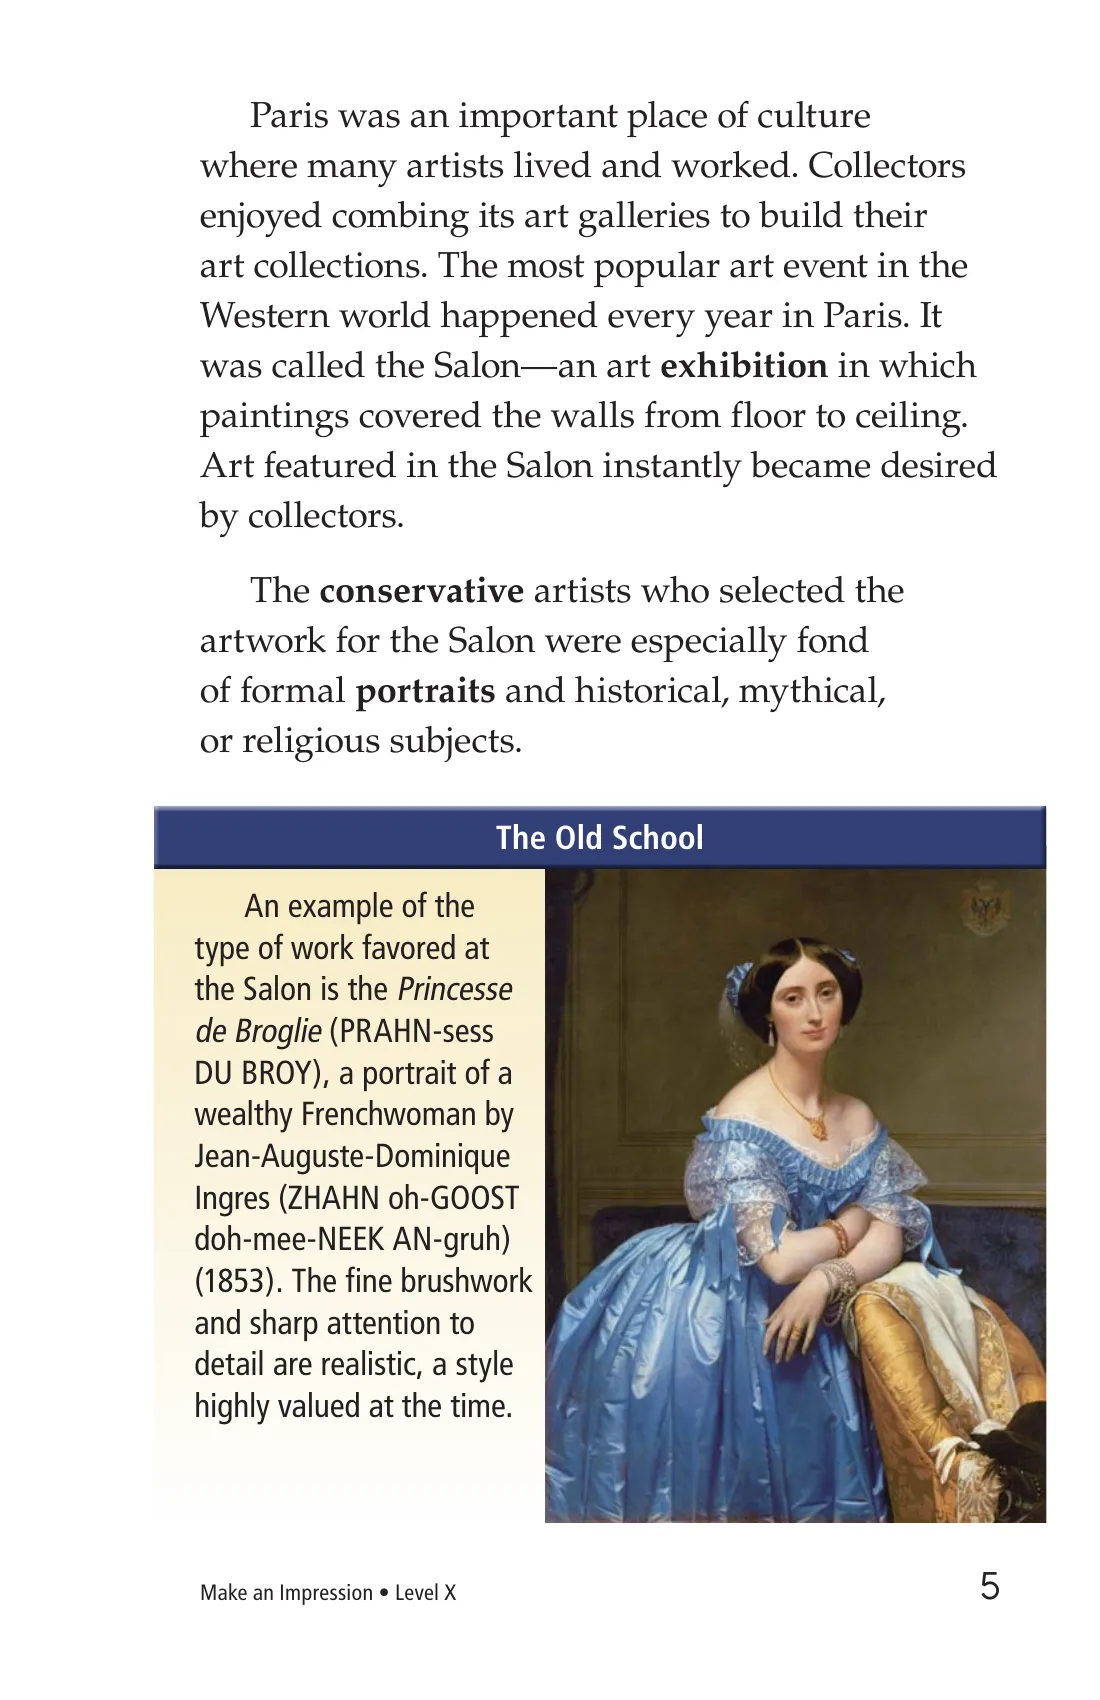 Paris was an important place of culture
where many artists lived and worked. Collectors
enjoyed combing its art galleries to build their
art collections. The most popular art event in the
Western world happened every year in Paris. It
was called the Salon—an art exhibition in which
paintings covered the walls from floor to ceiling.
Art featured in the Salon instantly became desired
by collectors.
The conservative artists who selected the
artwork for the Salon were especially fond
of formal portraits and historical, mythical,
or religious subjects.
The Old School
An example of the
type of work favored at
the Salon is the Princesse
de Broglie (PRAHN-sess
DU BROY), a portrait of a
wealthy Frenchwoman by
Jean-Auguste-Dominique
Ingres (ZHAHN oh-GOOST
doh-mee-NEEK AN-gruh)
(1853). The fine brushwork
and sharp attention to
detail are realistic, a style
highly valued at the time.
Make an Impression • Level X
5